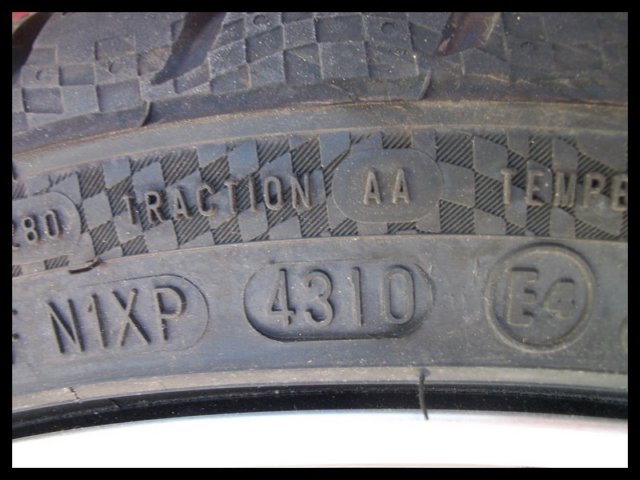 280 TRACTION AA TEMPE
N1XP 4310 E4